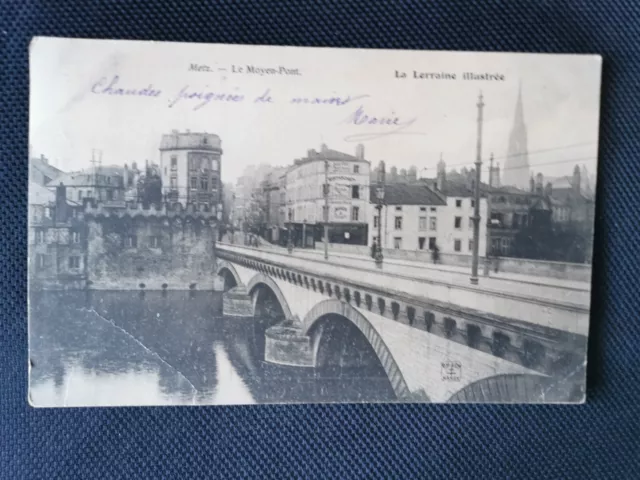 Metz. — Le Moyen-Pont.
La Lorraine illustrée
Chaudes poignées de mains
Marie